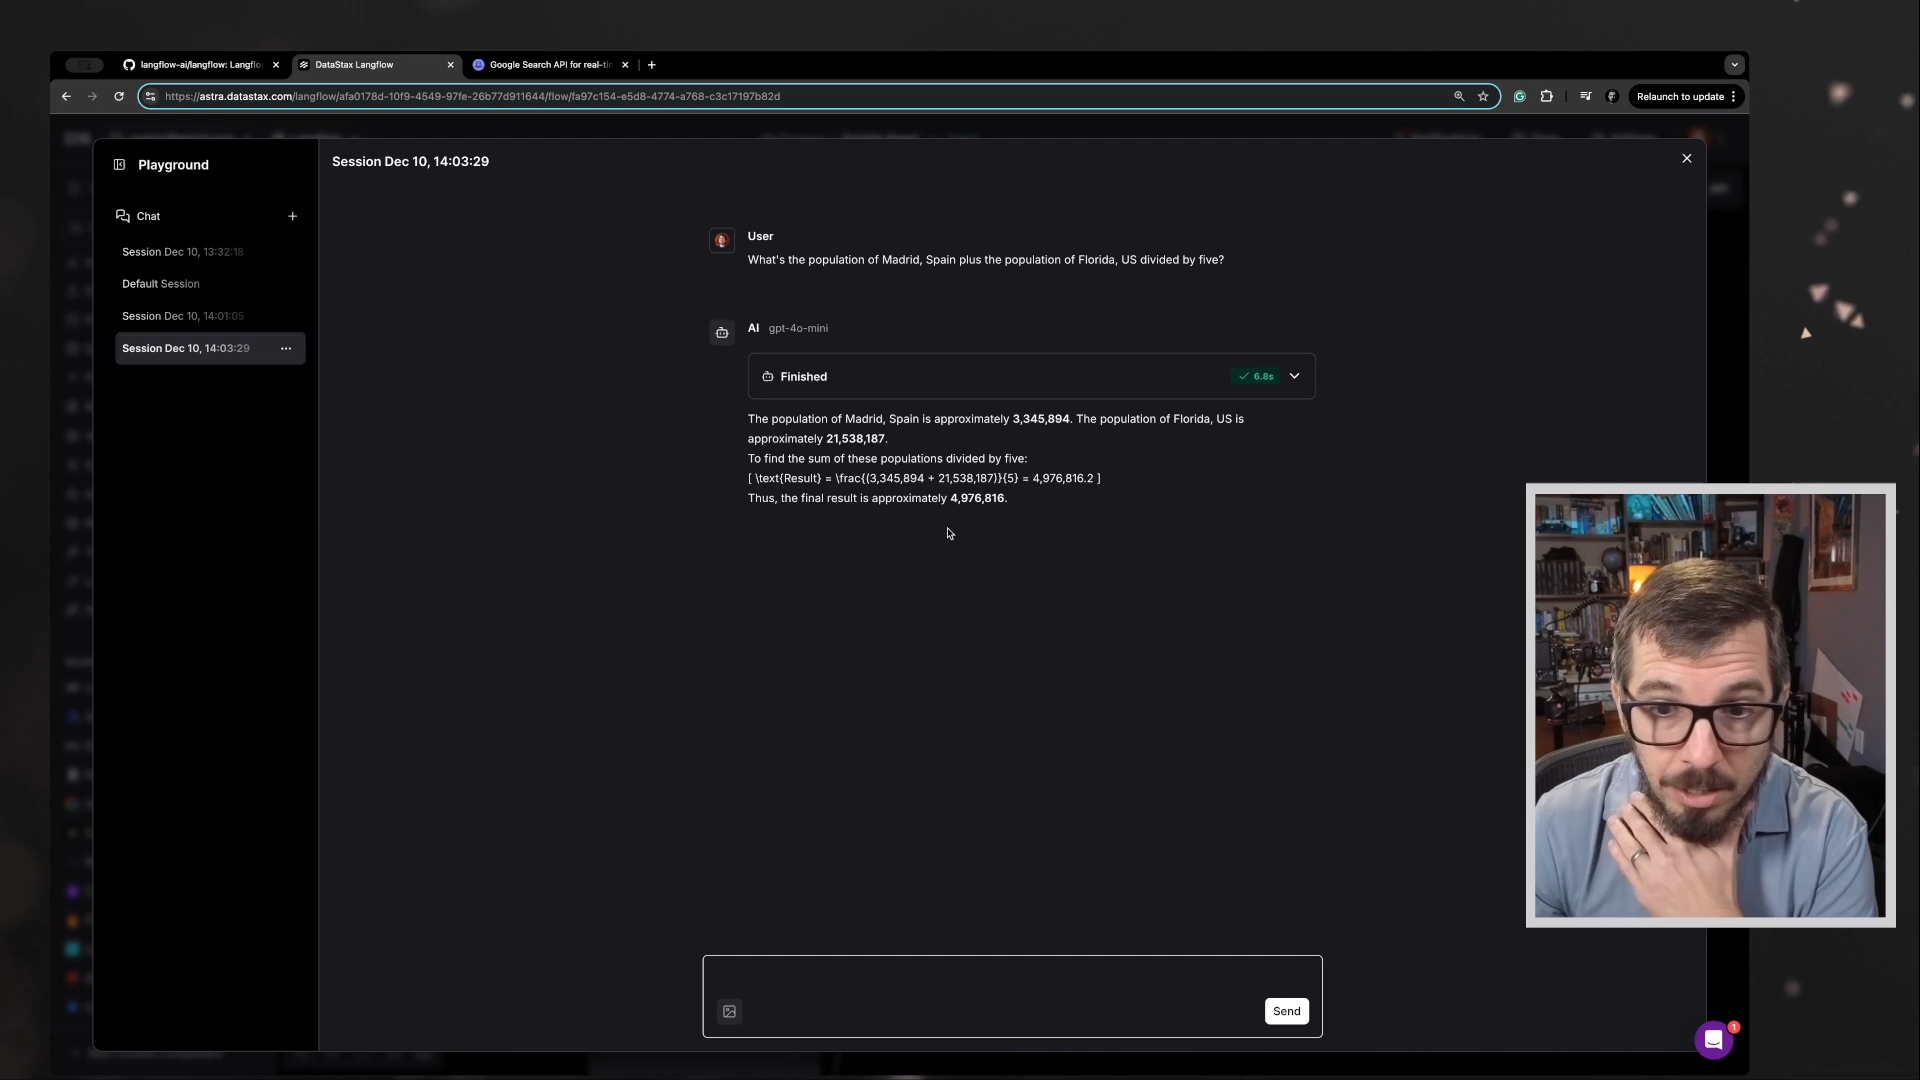 langflow-ai/langflow: Langflo
DataStax Langflow
Google Search API for real-tin
https://astra.datastax.com/langflow/afa0178d-10f9-4549-97fe-26b77d911644/flow/fa97c154-e5d8-4774-a768-c3c17197b82d
Relaunch to update
Playground
Session Dec 10, 14:03:29
Chat
Session Dec 10, 13:32:18
Default Session
Session Dec 10, 14:01:05
Session Dec 10, 14:03:29
User
What's the population of Madrid, Spain plus the population of Florida, US divided by five?
AI gpt-4o-mini
Finished
6.8s
The population of Madrid, Spain is approximately 3,345,894. The population of Florida, US is
approximately 21,538,187.
To find the sum of these populations divided by five:
[ \text{Result} = \frac{(3,345,894 + 21,538,187)}{5} = 4,976,816.2 ]
Thus, the final result is approximately 4,976,816.
Send
1